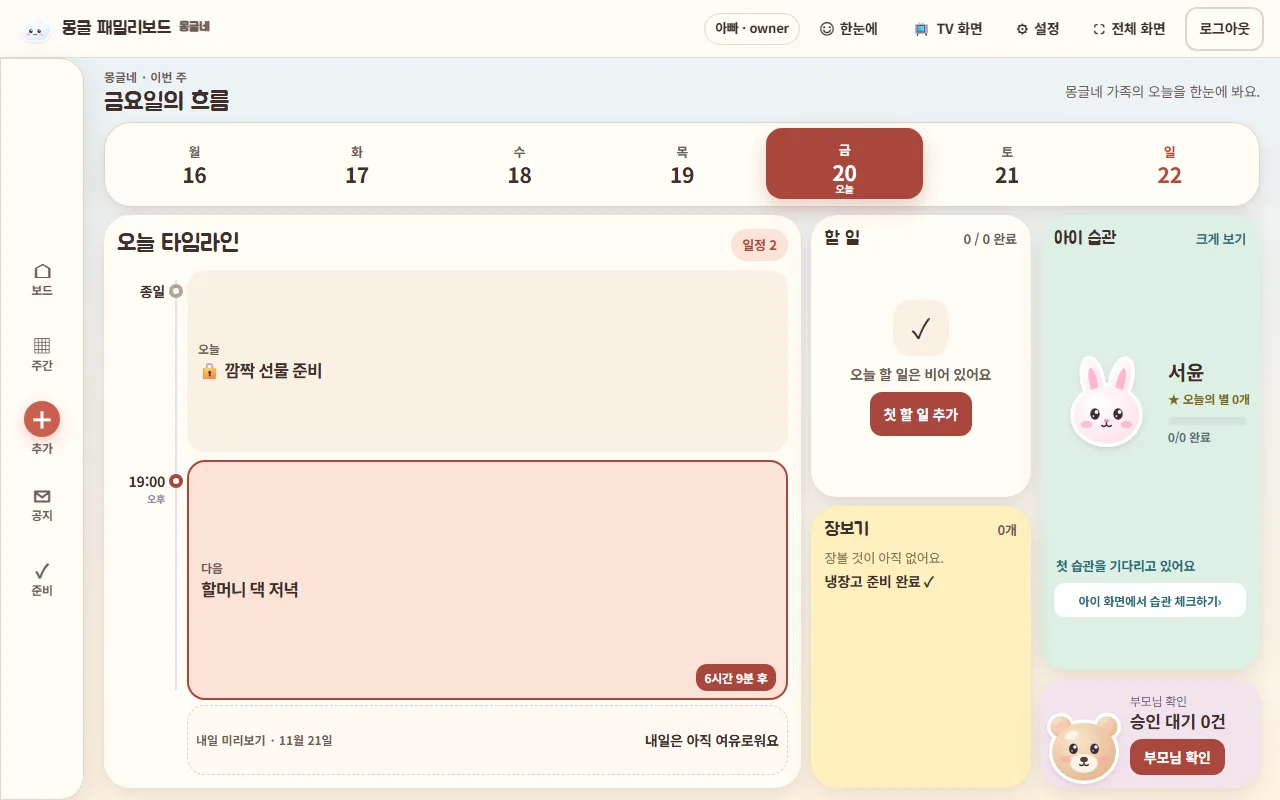 몽글 패밀리보드 몽글네
아빠 · owner
한눈에
TV 화면
설정
전체 화면
로그아웃
몽글네 · 이번 주
금요일의 흐름
몽글네 가족의 오늘을 한눈에 봐요.
월 16
화 17
수 18
목 19
금 20 오늘
토 21
일 22
보드
주간
추가
공지
준비
오늘 타임라인
일정 2
종일
오늘
깜짝 선물 준비
19:00
오후
다음
할머니 댁 저녁
6시간 9분 후
내일 미리보기 · 11월 21일
내일은 아직 여유로워요
할 일
0 / 0 완료
오늘 할 일은 비어 있어요
첫 할 일 추가
장보기
0개
장볼 것이 아직 없어요.
냉장고 준비 완료 ✓
아이 습관
크게 보기
서윤
★ 오늘의 별 0개
0/0 완료
첫 습관을 기다리고 있어요
아이 화면에서 습관 체크하기›
부모님 확인
승인 대기 0건
부모님 확인